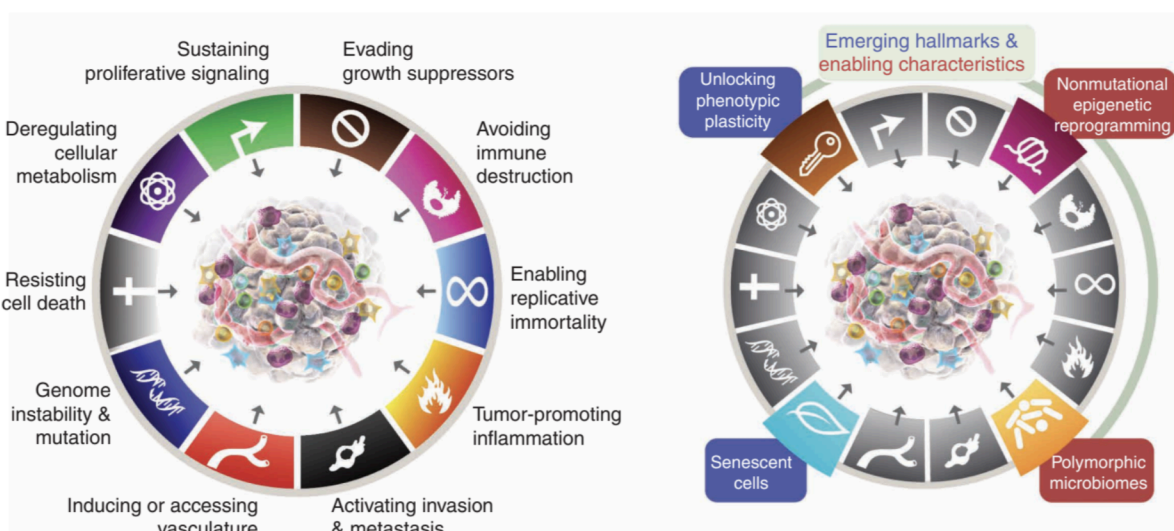 Sustaining
proliferative signaling
Evading
growth suppressors
Deregulating
cellular
metabolism
Avoiding
immune
destruction
Resisting
cell death
Enabling
replicative
immortality
Genome
instability &
mutation
Tumor-promoting
inflammation
Inducing or accessing
vasculature
Activating invasion
& metastasis
Emerging hallmarks &
enabling characteristics
Unlocking
phenotypic
plasticity
Nonmutational
epigenetic
reprogramming
Senescent
cells
Polymorphic
microbiomes